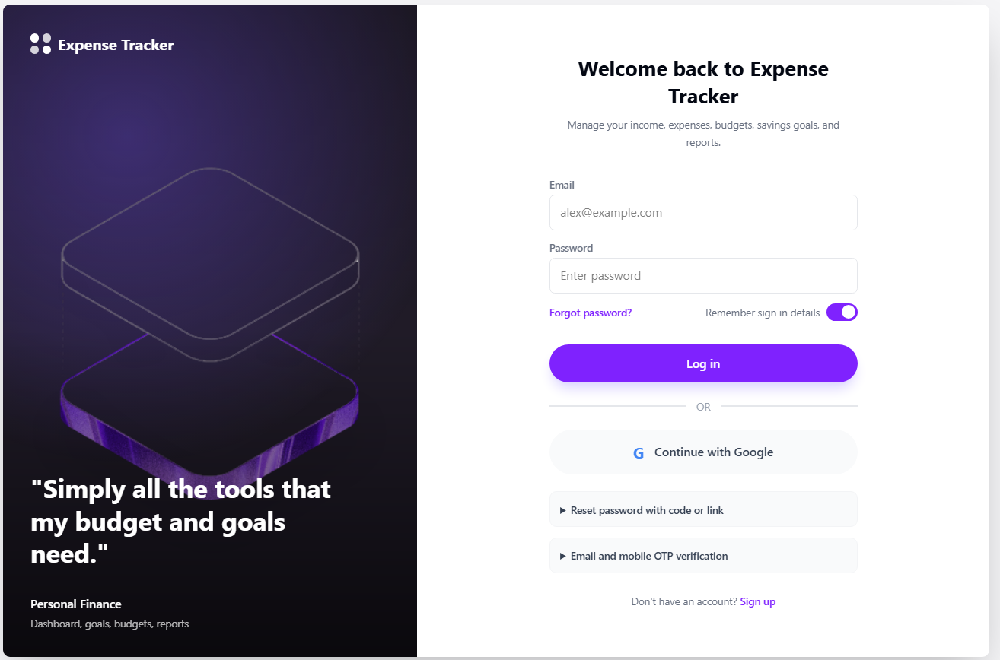 Expense Tracker
"Simply all the tools that
my budget and goals
need."
Personal Finance
Dashboard, goals, budgets, reports
Welcome back to Expense
Tracker
Manage your income, expenses, budgets, savings goals, and
reports.
Email
alex@example.com
Password
Enter password
Forgot password?
Remember sign in details
Log in
OR
G Continue with Google
Reset password with code or link
Email and mobile OTP verification
Don't have an account? Sign up